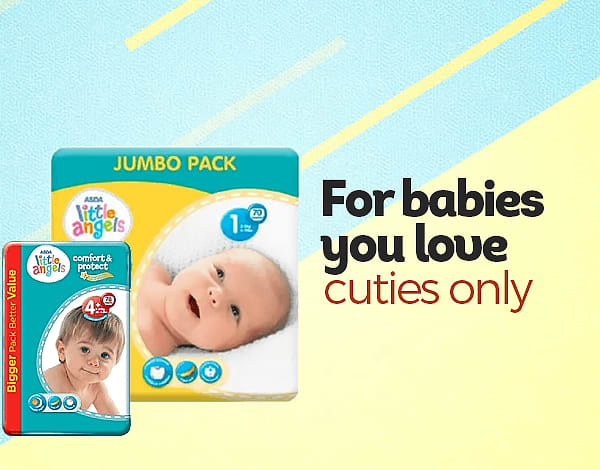 JUMBO PACK
ASDA
little
angels
1
70
For babies
you love
cuties only
ASDA
little
angels
comfort &
protect
4+
Bigger Pack Better Value